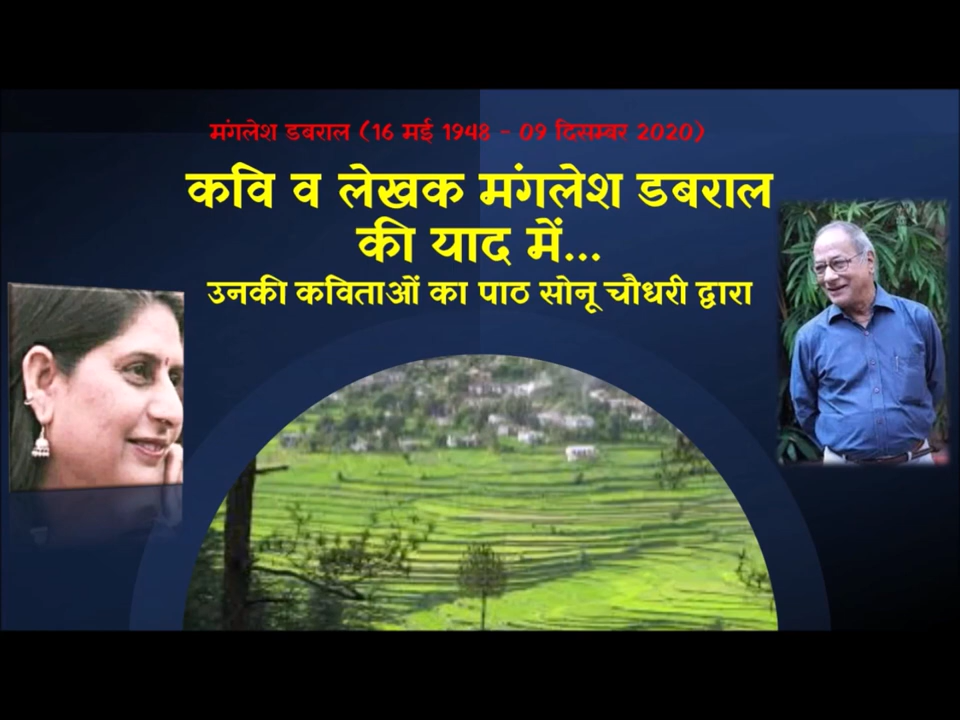 मंगलेश डबराल (16 मई 1948 - 09 दिसम्बर 2020)
कवि व लेखक मंगलेश डबराल
की याद में...
उनकी कविताओं का पाठ सोनू चौधरी द्वारा